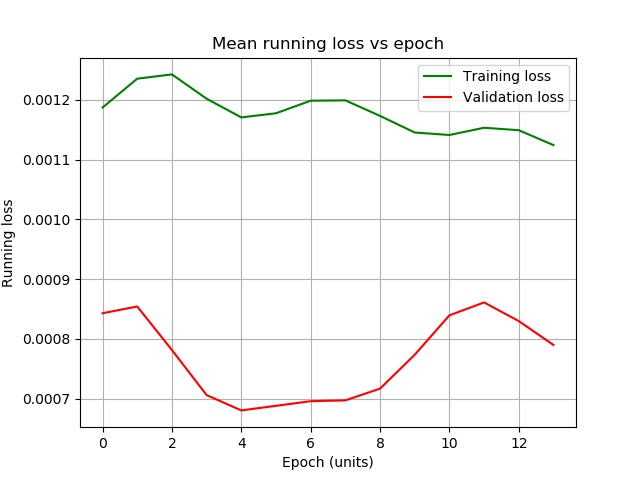 Mean running loss vs epoch
Training loss
Validation loss
0.0012
0.0011
0.0010
0.0009
0.0008
0.0007
Running loss
0 2 4 6 8 10 12
Epoch (units)